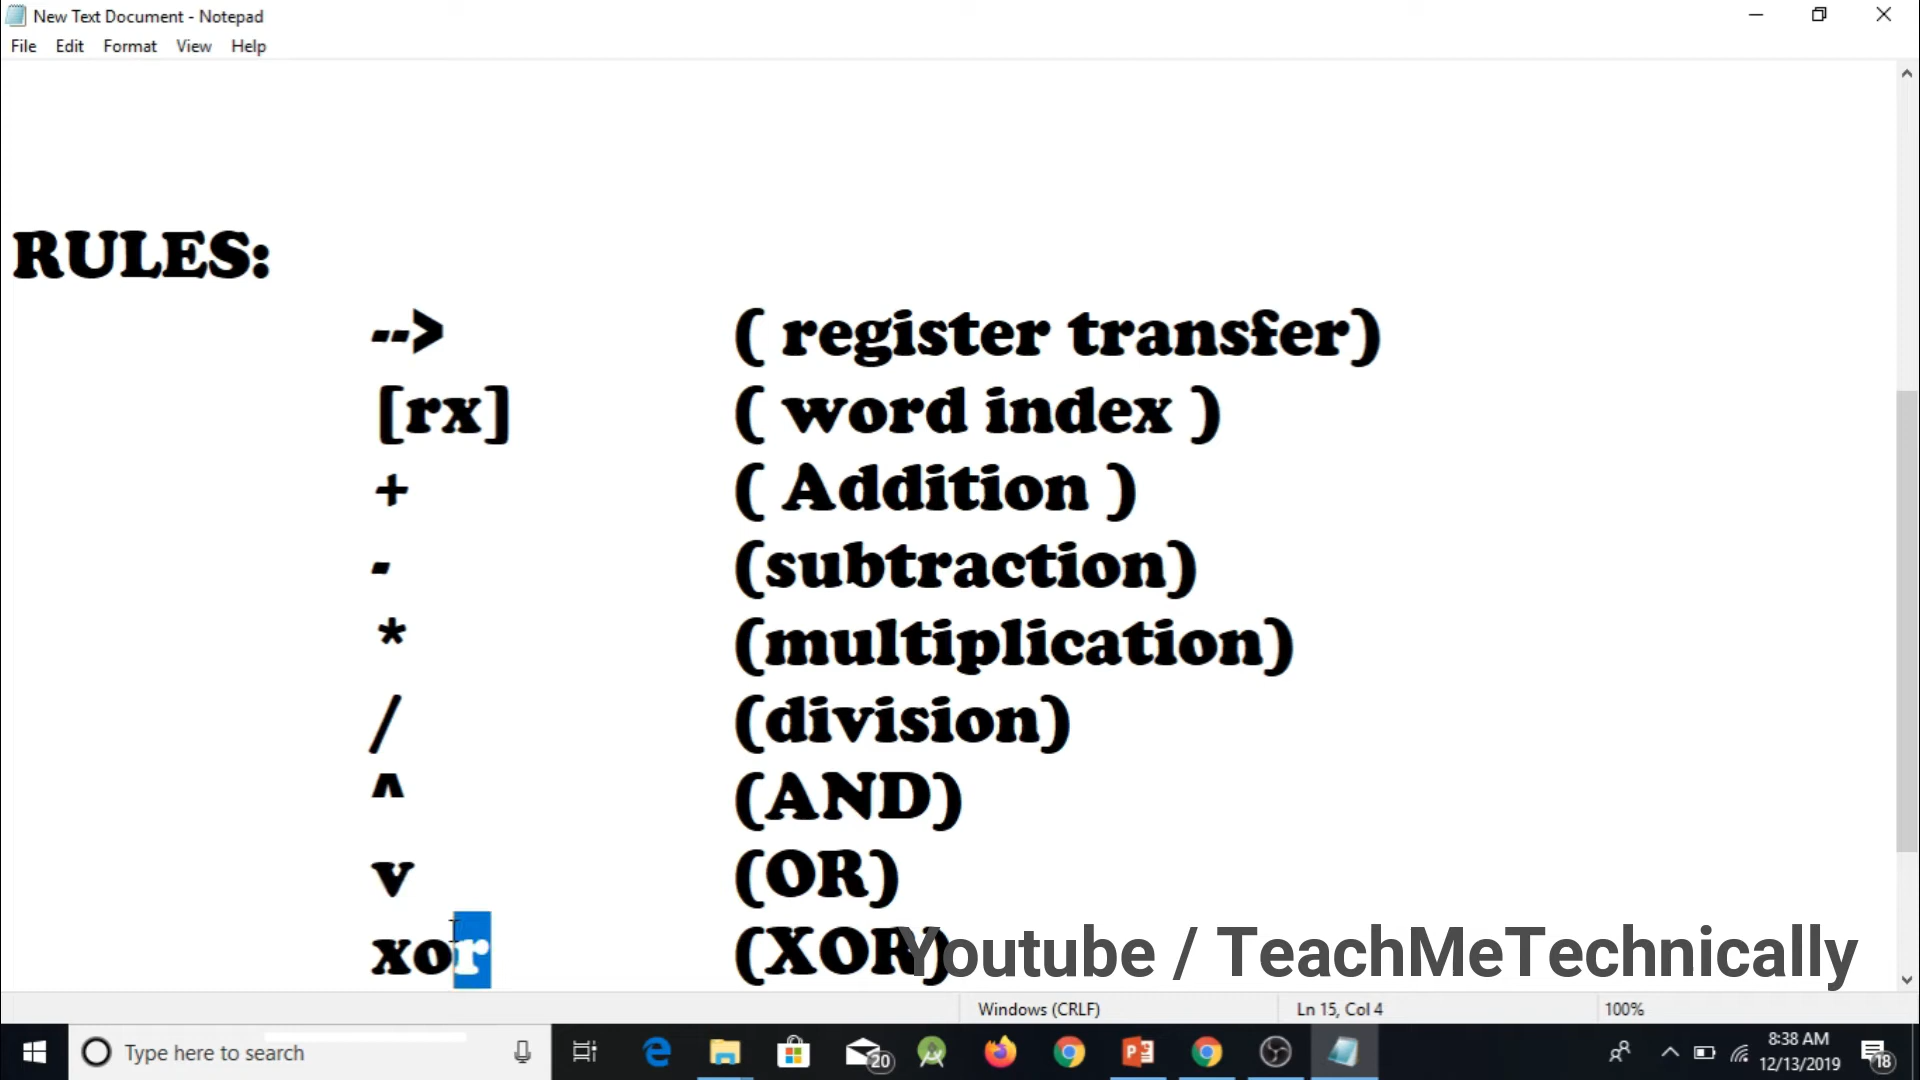 New Text Document - Notepad
File Edit Format View Help
RULES:
--> ( register transfer)
[rx] ( word index )
+ ( Addition )
- (subtraction)
* (multiplication)
/ (division)
^ (AND)
v (OR)
xor (XOR)
Youtube / TeachMeTechnically
Windows (CRLF) Ln 15, Col 4 100%
Type here to search 20 8:38 AM
12/13/2019 18